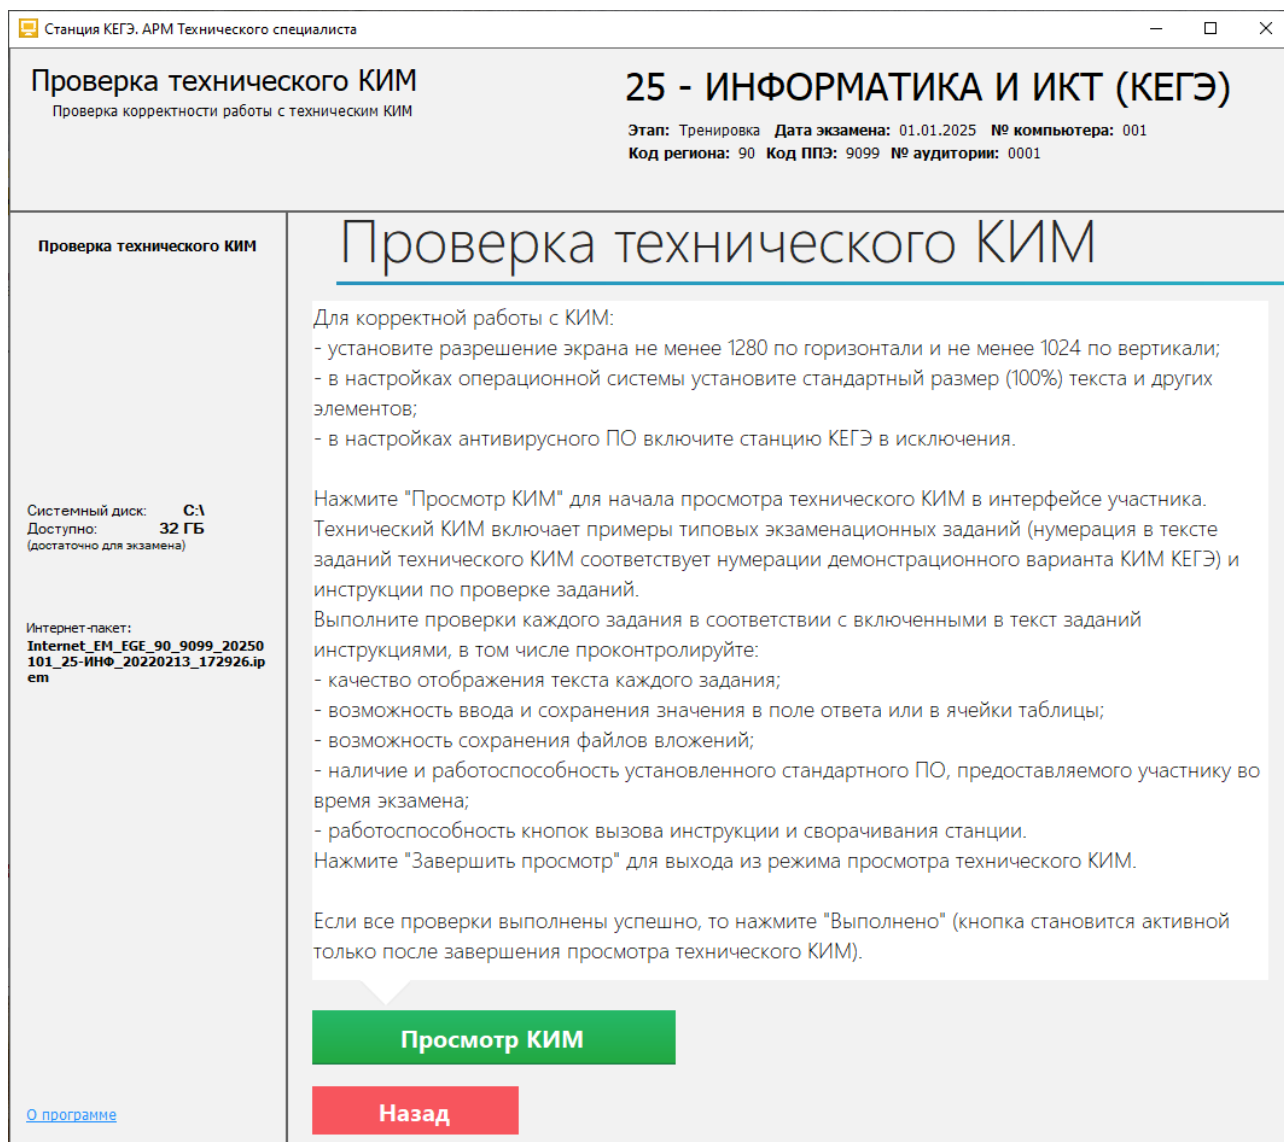 Станция КЕГЭ. АРМ Технического специалиста
Проверка технического КИМ
Проверка корректности работы с техническим КИМ
25 - ИНФОРМАТИКА И ИКТ (КЕГЭ)
Этап: Тренировка Дата экзамена: 01.01.2025 № компьютера: 001
Код региона: 90 Код ППЭ: 9099 № аудитории: 0001
Проверка технического КИМ
Системный диск: C:\
Доступно: 32 ГБ
(достаточно для экзамена)
Интернет-пакет:
Internet_EM_EGE_90_9099_20250
101_25-ИНФ_20220213_172926.ip
em
О программе
Проверка технического КИМ
Для корректной работы с КИМ:
- установите разрешение экрана не менее 1280 по горизонтали и не менее 1024 по вертикали;
- в настройках операционной системы установите стандартный размер (100%) текста и других
элементов;
- в настройках антивирусного ПО включите станцию КЕГЭ в исключения.
Нажмите "Просмотр КИМ" для начала просмотра технического КИМ в интерфейсе участника.
Технический КИМ включает примеры типовых экзаменационных заданий (нумерация в тексте
заданий технического КИМ соответствует нумерации демонстрационного варианта КИМ КЕГЭ) и
инструкции по проверке заданий.
Выполните проверки каждого задания в соответствии с включенными в текст заданий
инструкциями, в том числе проконтролируйте:
- качество отображения текста каждого задания;
- возможность ввода и сохранения значения в поле ответа или в ячейки таблицы;
- возможность сохранения файлов вложений;
- наличие и работоспособность установленного стандартного ПО, предоставляемого участнику во
время экзамена;
- работоспособность кнопок вызова инструкции и сворачивания станции.
Нажмите "Завершить просмотр" для выхода из режима просмотра технического КИМ.
Если все проверки выполнены успешно, то нажмите "Выполнено" (кнопка становится активной
только после завершения просмотра технического КИМ).
Просмотр КИМ
Назад